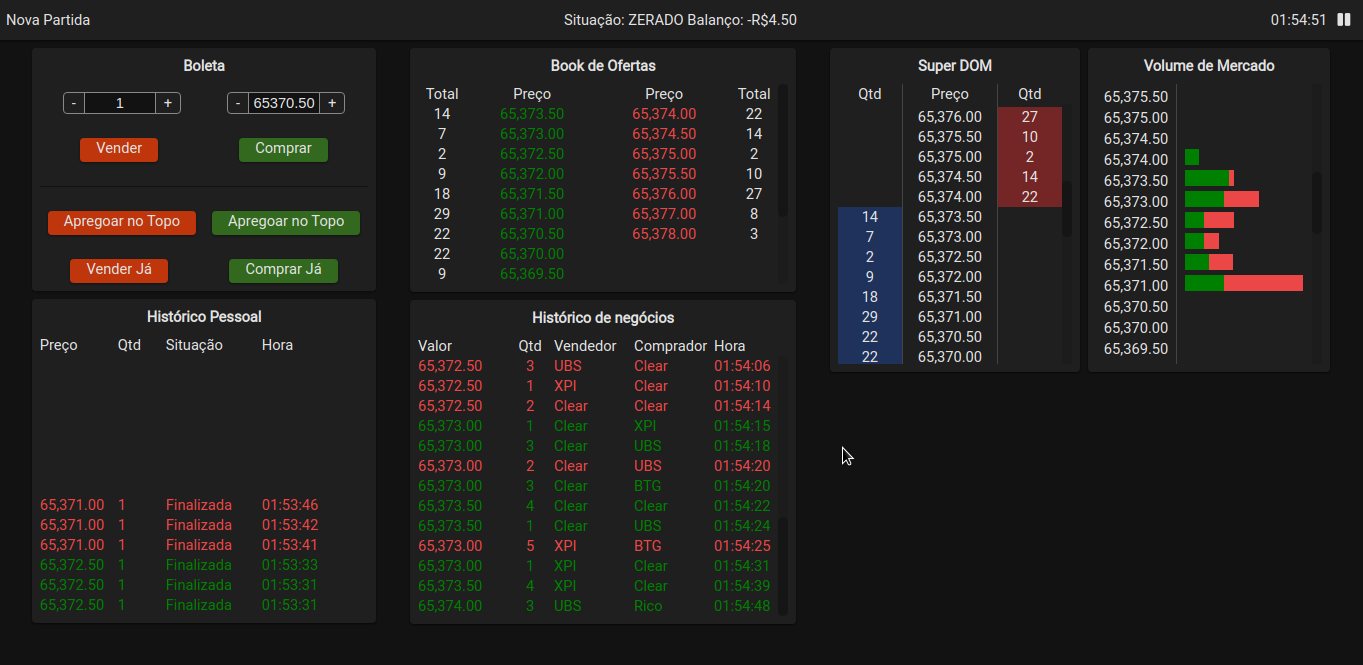 Nova Partida Situação: ZERADO Balanço: -R$4.50 01:54:51
Boleta
- 1 + - 65370.50 +
Vender Comprar
Apregoar no Topo Apregoar no Topo
Vender Já Comprar Já
Histórico Pessoal
Preço Qtd Situação Hora
65,371.00 1 Finalizada 01:53:46
65,371.00 1 Finalizada 01:53:42
65,371.00 1 Finalizada 01:53:41
65,372.50 1 Finalizada 01:53:33
65,372.50 1 Finalizada 01:53:31
65,372.50 1 Finalizada 01:53:31
Book de Ofertas
Total Preço Preço Total
14 65,373.50 65,374.00 22
7 65,373.00 65,374.50 14
2 65,372.50 65,375.00 2
9 65,372.00 65,375.50 10
18 65,371.50 65,376.00 27
29 65,371.00 65,377.00 8
22 65,370.50 65,378.00 3
22 65,370.00
9 65,369.50
Histórico de negócios
Valor Qtd Vendedor Comprador Hora
65,372.50 3 UBS Clear 01:54:06
65,372.50 1 XPI Clear 01:54:10
65,372.50 2 Clear Clear 01:54:14
65,373.00 1 Clear XPI 01:54:15
65,373.00 3 Clear UBS 01:54:18
65,373.00 2 Clear UBS 01:54:20
65,373.00 3 Clear BTG 01:54:20
65,373.50 4 Clear Clear 01:54:22
65,373.50 1 Clear UBS 01:54:24
65,373.00 5 XPI BTG 01:54:25
65,373.00 1 XPI Clear 01:54:31
65,373.50 4 XPI Clear 01:54:39
65,374.00 3 UBS Rico 01:54:48
Super DOM
Qtd Preço Qtd
65,376.00 27
65,375.50 10
65,375.00 2
65,374.50 14
65,374.00 22
14 65,373.50
7 65,373.00
2 65,372.50
9 65,372.00
18 65,371.50
29 65,371.00
22 65,370.50
22 65,370.00
Volume de Mercado
65,375.50
65,375.00
65,374.50
65,374.00
65,373.50
65,373.00
65,372.50
65,372.00
65,371.50
65,371.00
65,370.50
65,370.00
65,369.50